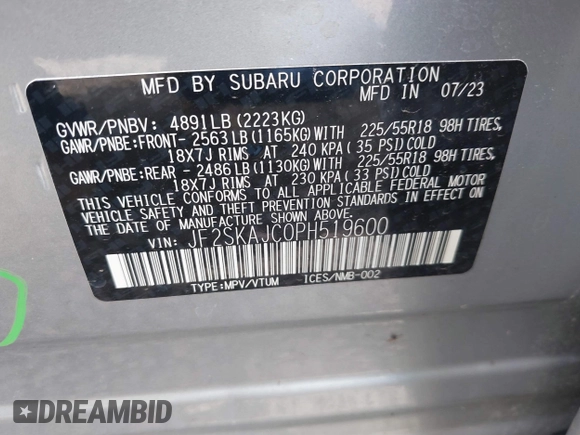 MFD BY SUBARU CORPORATION MFD IN 07/23
GVWR/PNBV: 4891LB (2223KG)
GAWR/PNBE:FRONT- 2563LB(1165KG)WITH 225/55R18 98H TIRES,
18X7J RIMS AT 240 KPA(35 PSI)COLD
GAWR/PNBE:REAR - 2486LB(1130KG)WITH 225/55R18 98H TIRES,
18X7J RIMS AT 230 KPA(33 PSI)COLD
THIS VEHICLE CONFORMS TO ALL APPLICABLE FEDERAL MOTOR
VEHICLE SAFETY AND THEFT PREVENTION STANDARDS IN EFFECT ON
THE DATE OF MANUFACTURE SHOWN ABOVE.
VIN: JF2SKAJC0PH519600
TYPE:MPV/VTUM ICES/NMB-002
DREAMBID